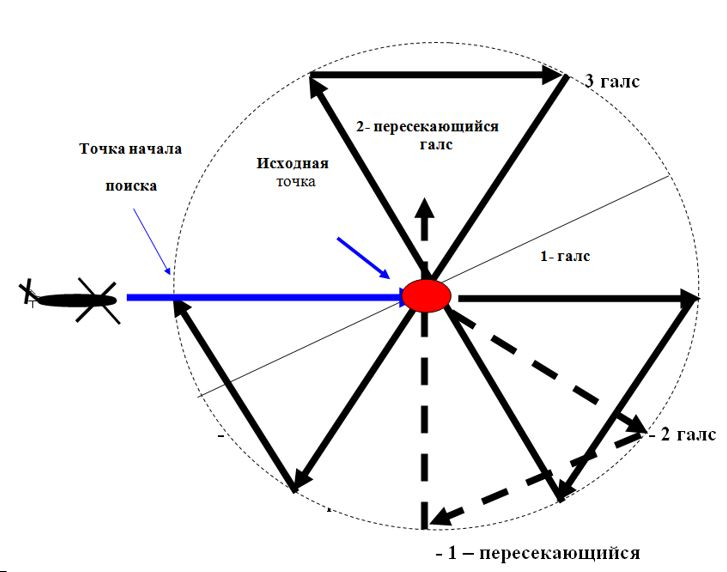 3 галс
2- пересекающийся
галс
Точка начала
поиска
Исходная
точка
1- галс
- 2 галс
- 1 – пересекающийся